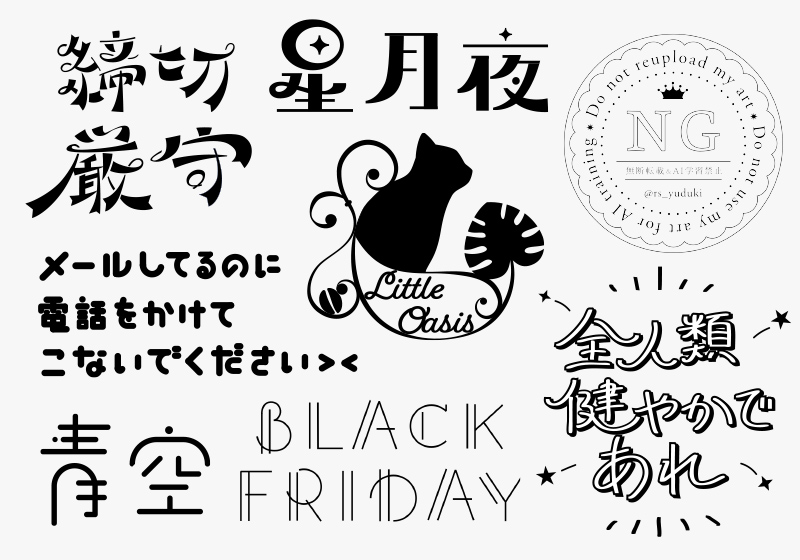 締切
厳守
星月夜
Do not reupload my art
Do not use my art for AI training
NG
無断転載&AI学習禁止
@rs_yuduki
Little
Oasis
メールしてるのに
電話をかけて
こないでください><
全人類
健やかで
あれ
青空
BLACK
FRIDAY